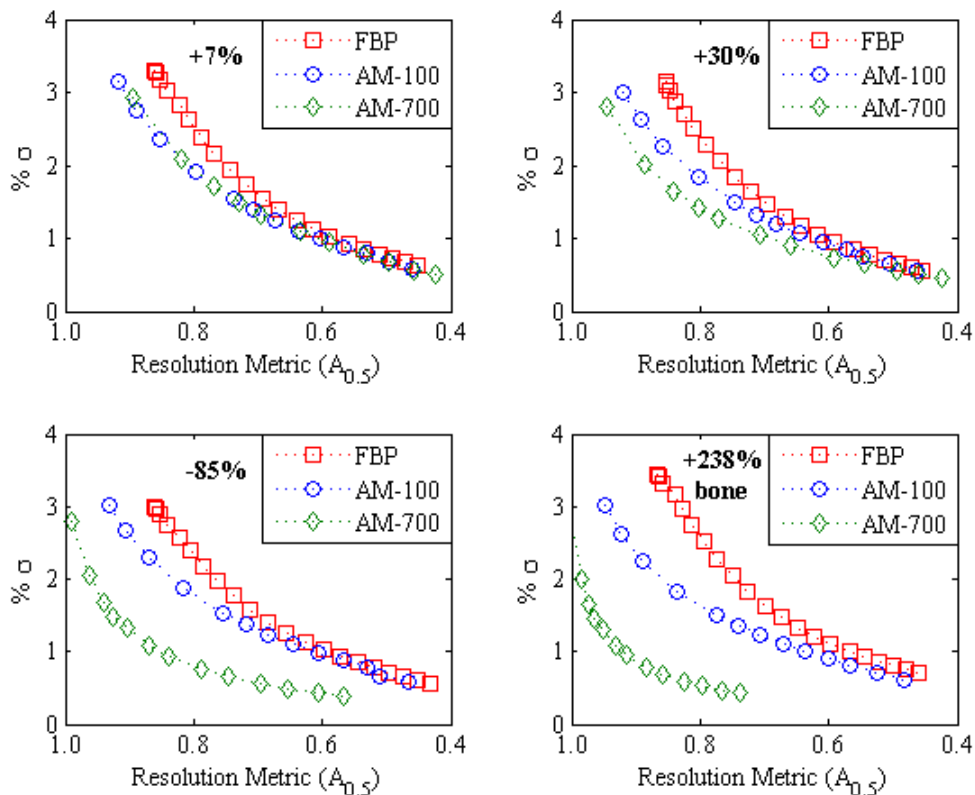 4
3
2
1
0
% σ
+7%
FBP
AM-100
AM-700
1.0 0.8 0.6 0.4
Resolution Metric (A0.5)
4
3
2
1
0
% σ
+30%
FBP
AM-100
AM-700
1.0 0.8 0.6 0.4
Resolution Metric (A0.5)
4
3
2
1
0
% σ
-85%
FBP
AM-100
AM-700
1.0 0.8 0.6 0.4
Resolution Metric (A0.5)
4
3
2
1
0
% σ
+238%
bone
FBP
AM-100
AM-700
1.0 0.8 0.6 0.4
Resolution Metric (A0.5)